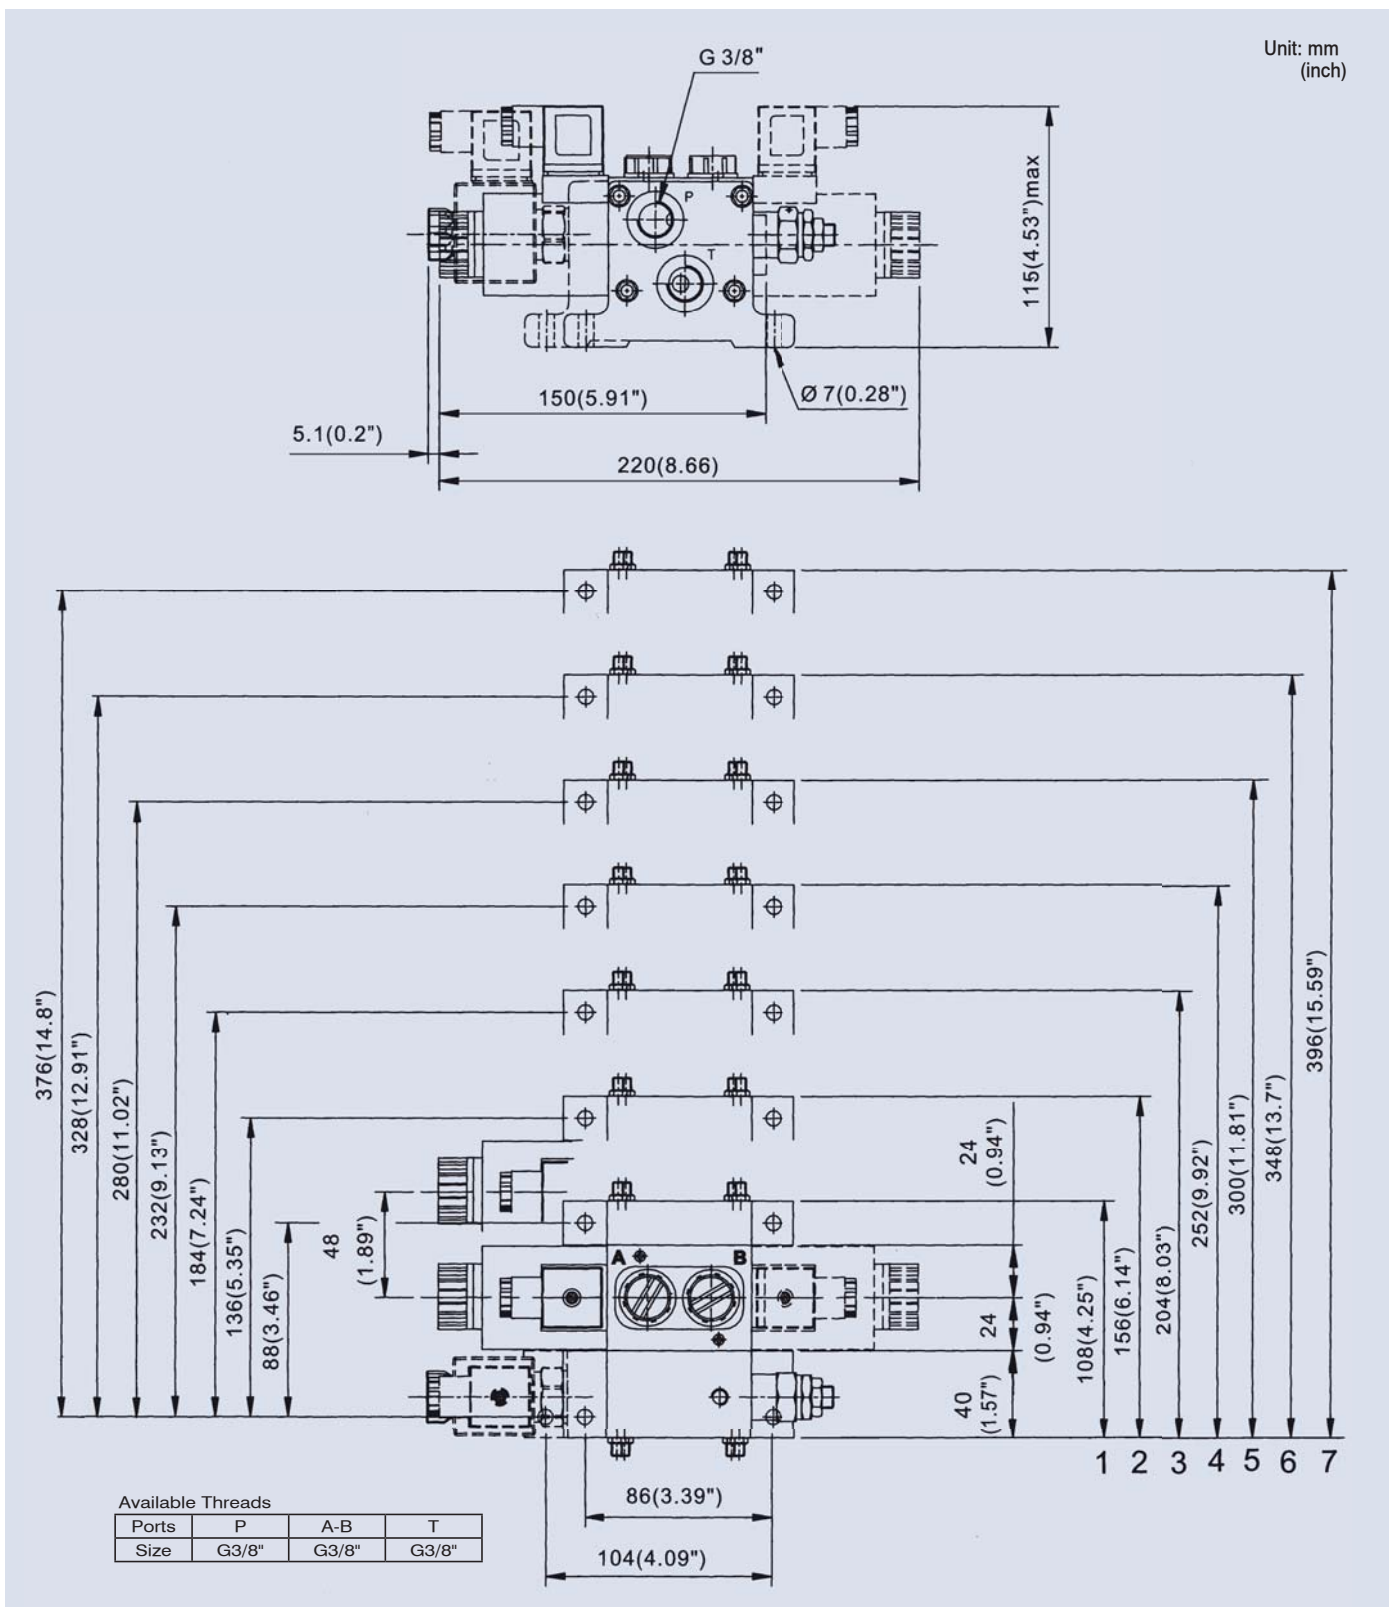 Unit: mm
(inch)
G 3/8"
P
T
115(4.53")max
150(5.91")
Ø 7(0.28")
5.1(0.2")
220(8.66)
376(14.8")
328(12.91")
280(11.02")
232(9.13")
184(7.24")
136(5.35")
88(3.46")
48
(1.89")
A
B
24
(0.94")
24
(0.94")
40
(1.57")
108(4.25")
156(6.14")
204(8.03")
252(9.92")
300(11.81")
348(13.7")
396(15.59")
1 2 3 4 5 6 7
86(3.39")
104(4.09")
Available Threads
Ports P A-B T
Size G3/8" G3/8" G3/8"